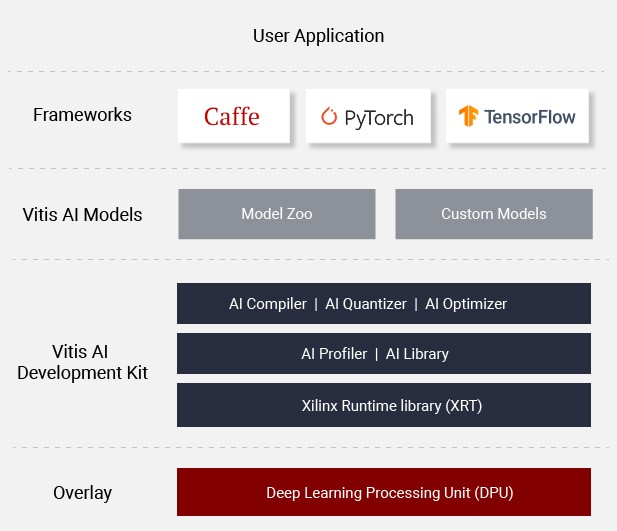 User Application
Frameworks
Caffe
PyTorch
TensorFlow
Vitis AI Models
Model Zoo
Custom Models
Vitis AI
Development Kit
AI Compiler | AI Quantizer | AI Optimizer
AI Profiler | AI Library
Xilinx Runtime library (XRT)
Overlay
Deep Learning Processing Unit (DPU)